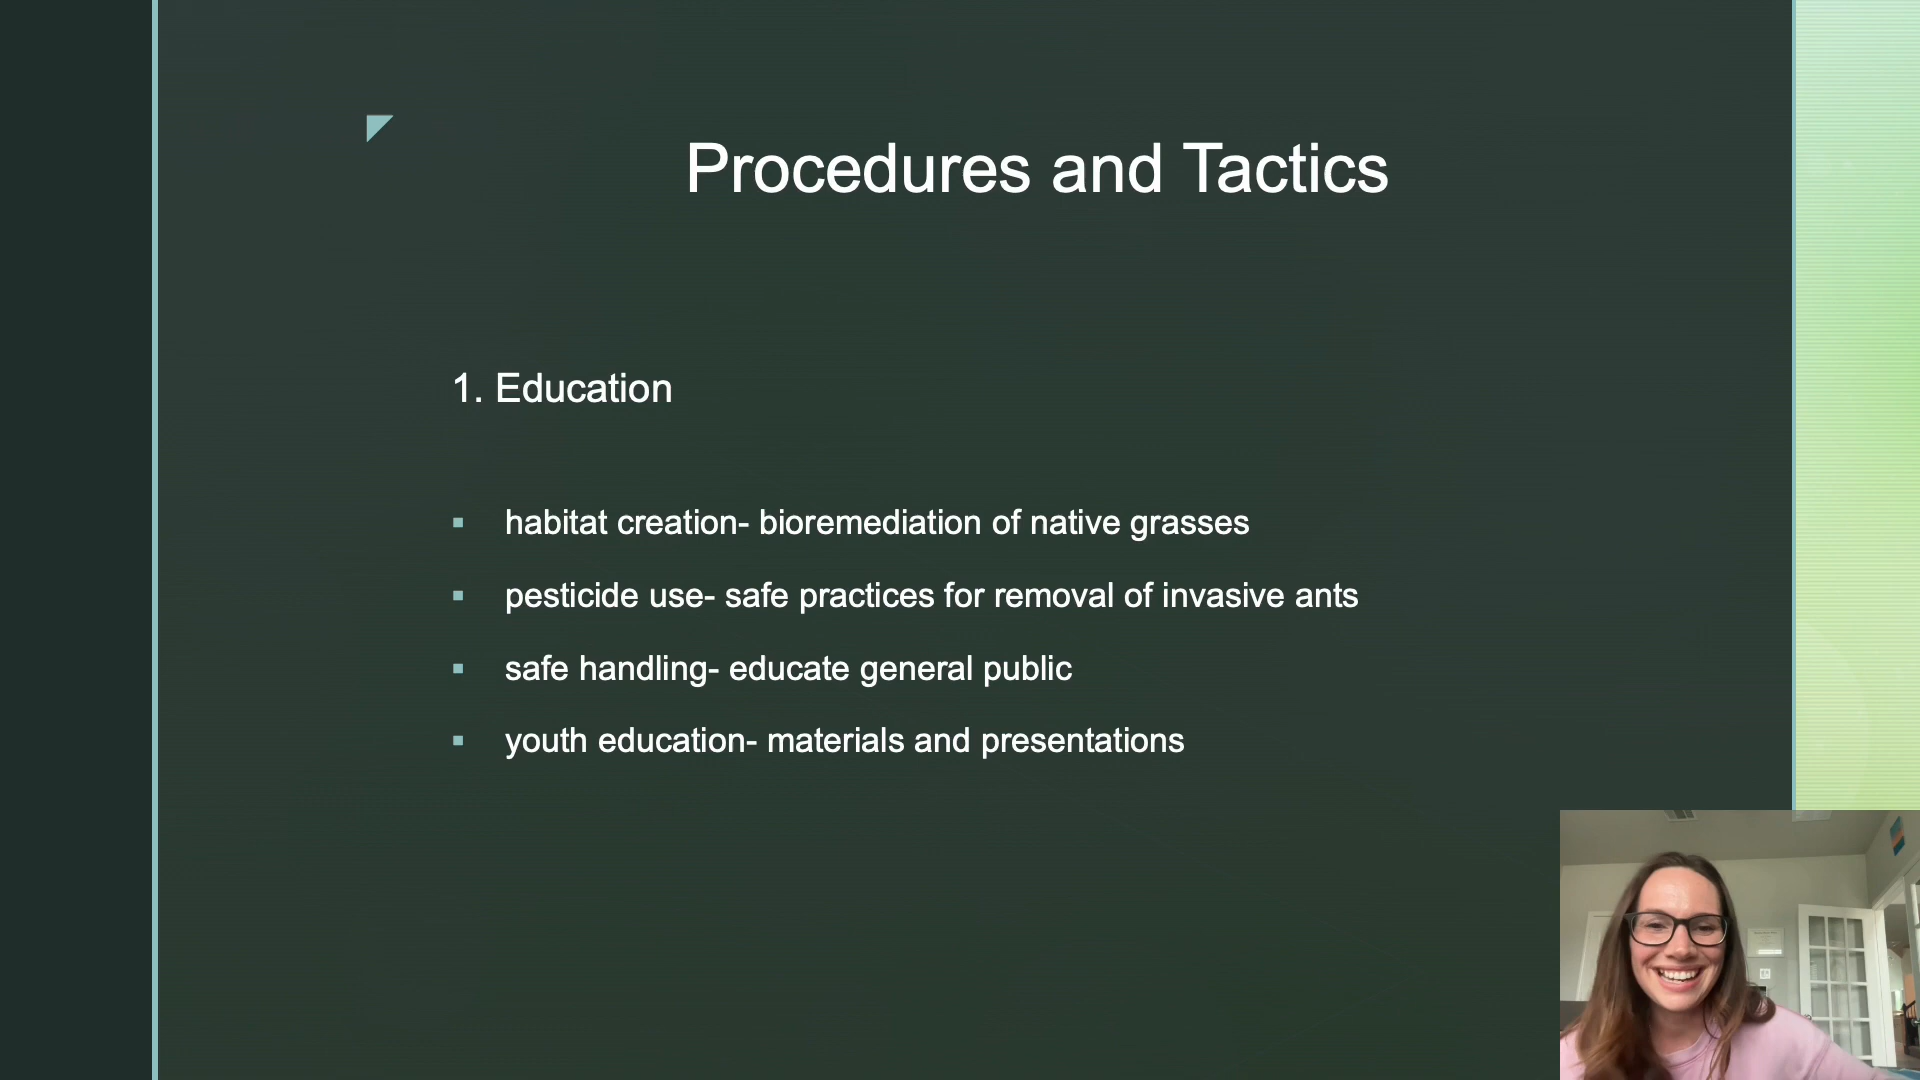 Procedures and Tactics
1. Education
▪ habitat creation- bioremediation of native grasses
▪ pesticide use- safe practices for removal of invasive ants
▪ safe handling- educate general public
▪ youth education- materials and presentations